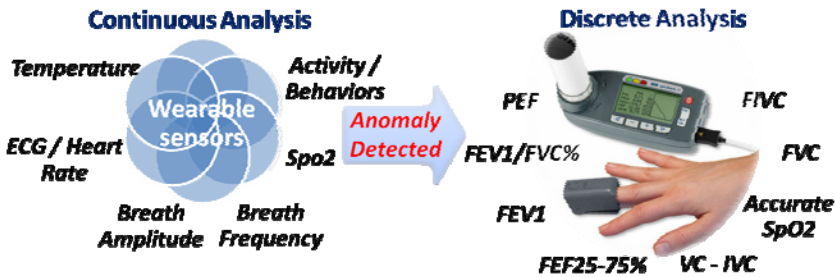 Continuous Analysis
Temperature
Activity /
Behaviors
Wearable
sensors
ECG / Heart
Rate
Spo2
Breath
Amplitude
Breath
Frequency
Anomaly
Detected
Discrete Analysis
PEF
FIVC
FEV1/FVC%
FVC
FEV1
Accurate
SpO2
FEF25-75%
VC - IVC